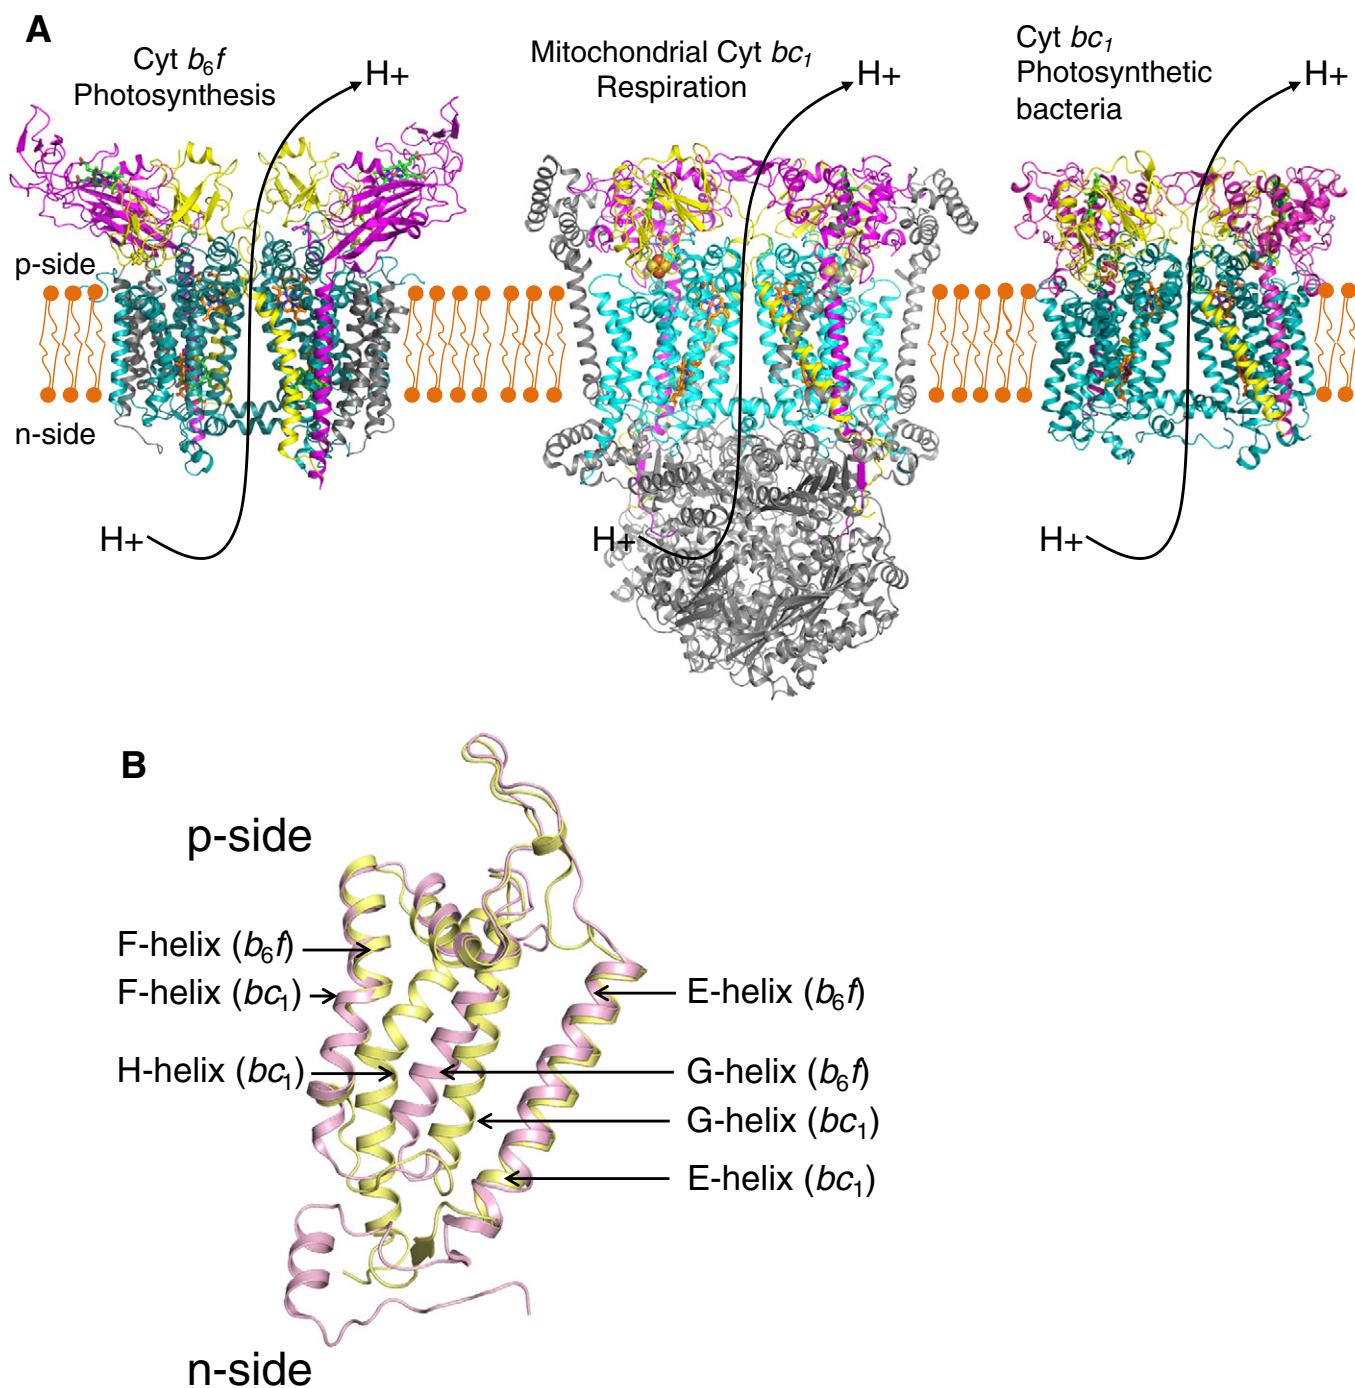 A
Cyt b₆f
Photosynthesis
H+
Mitochondrial Cyt bc₁
Respiration
H+
Cyt bc₁
Photosynthetic
bacteria
H+
p-side
n-side
H+
H+
H+
B
p-side
F-helix (b₆f)
F-helix (bc₁)
H-helix (bc₁)
E-helix (b₆f)
G-helix (b₆f)
G-helix (bc₁)
E-helix (bc₁)
n-side